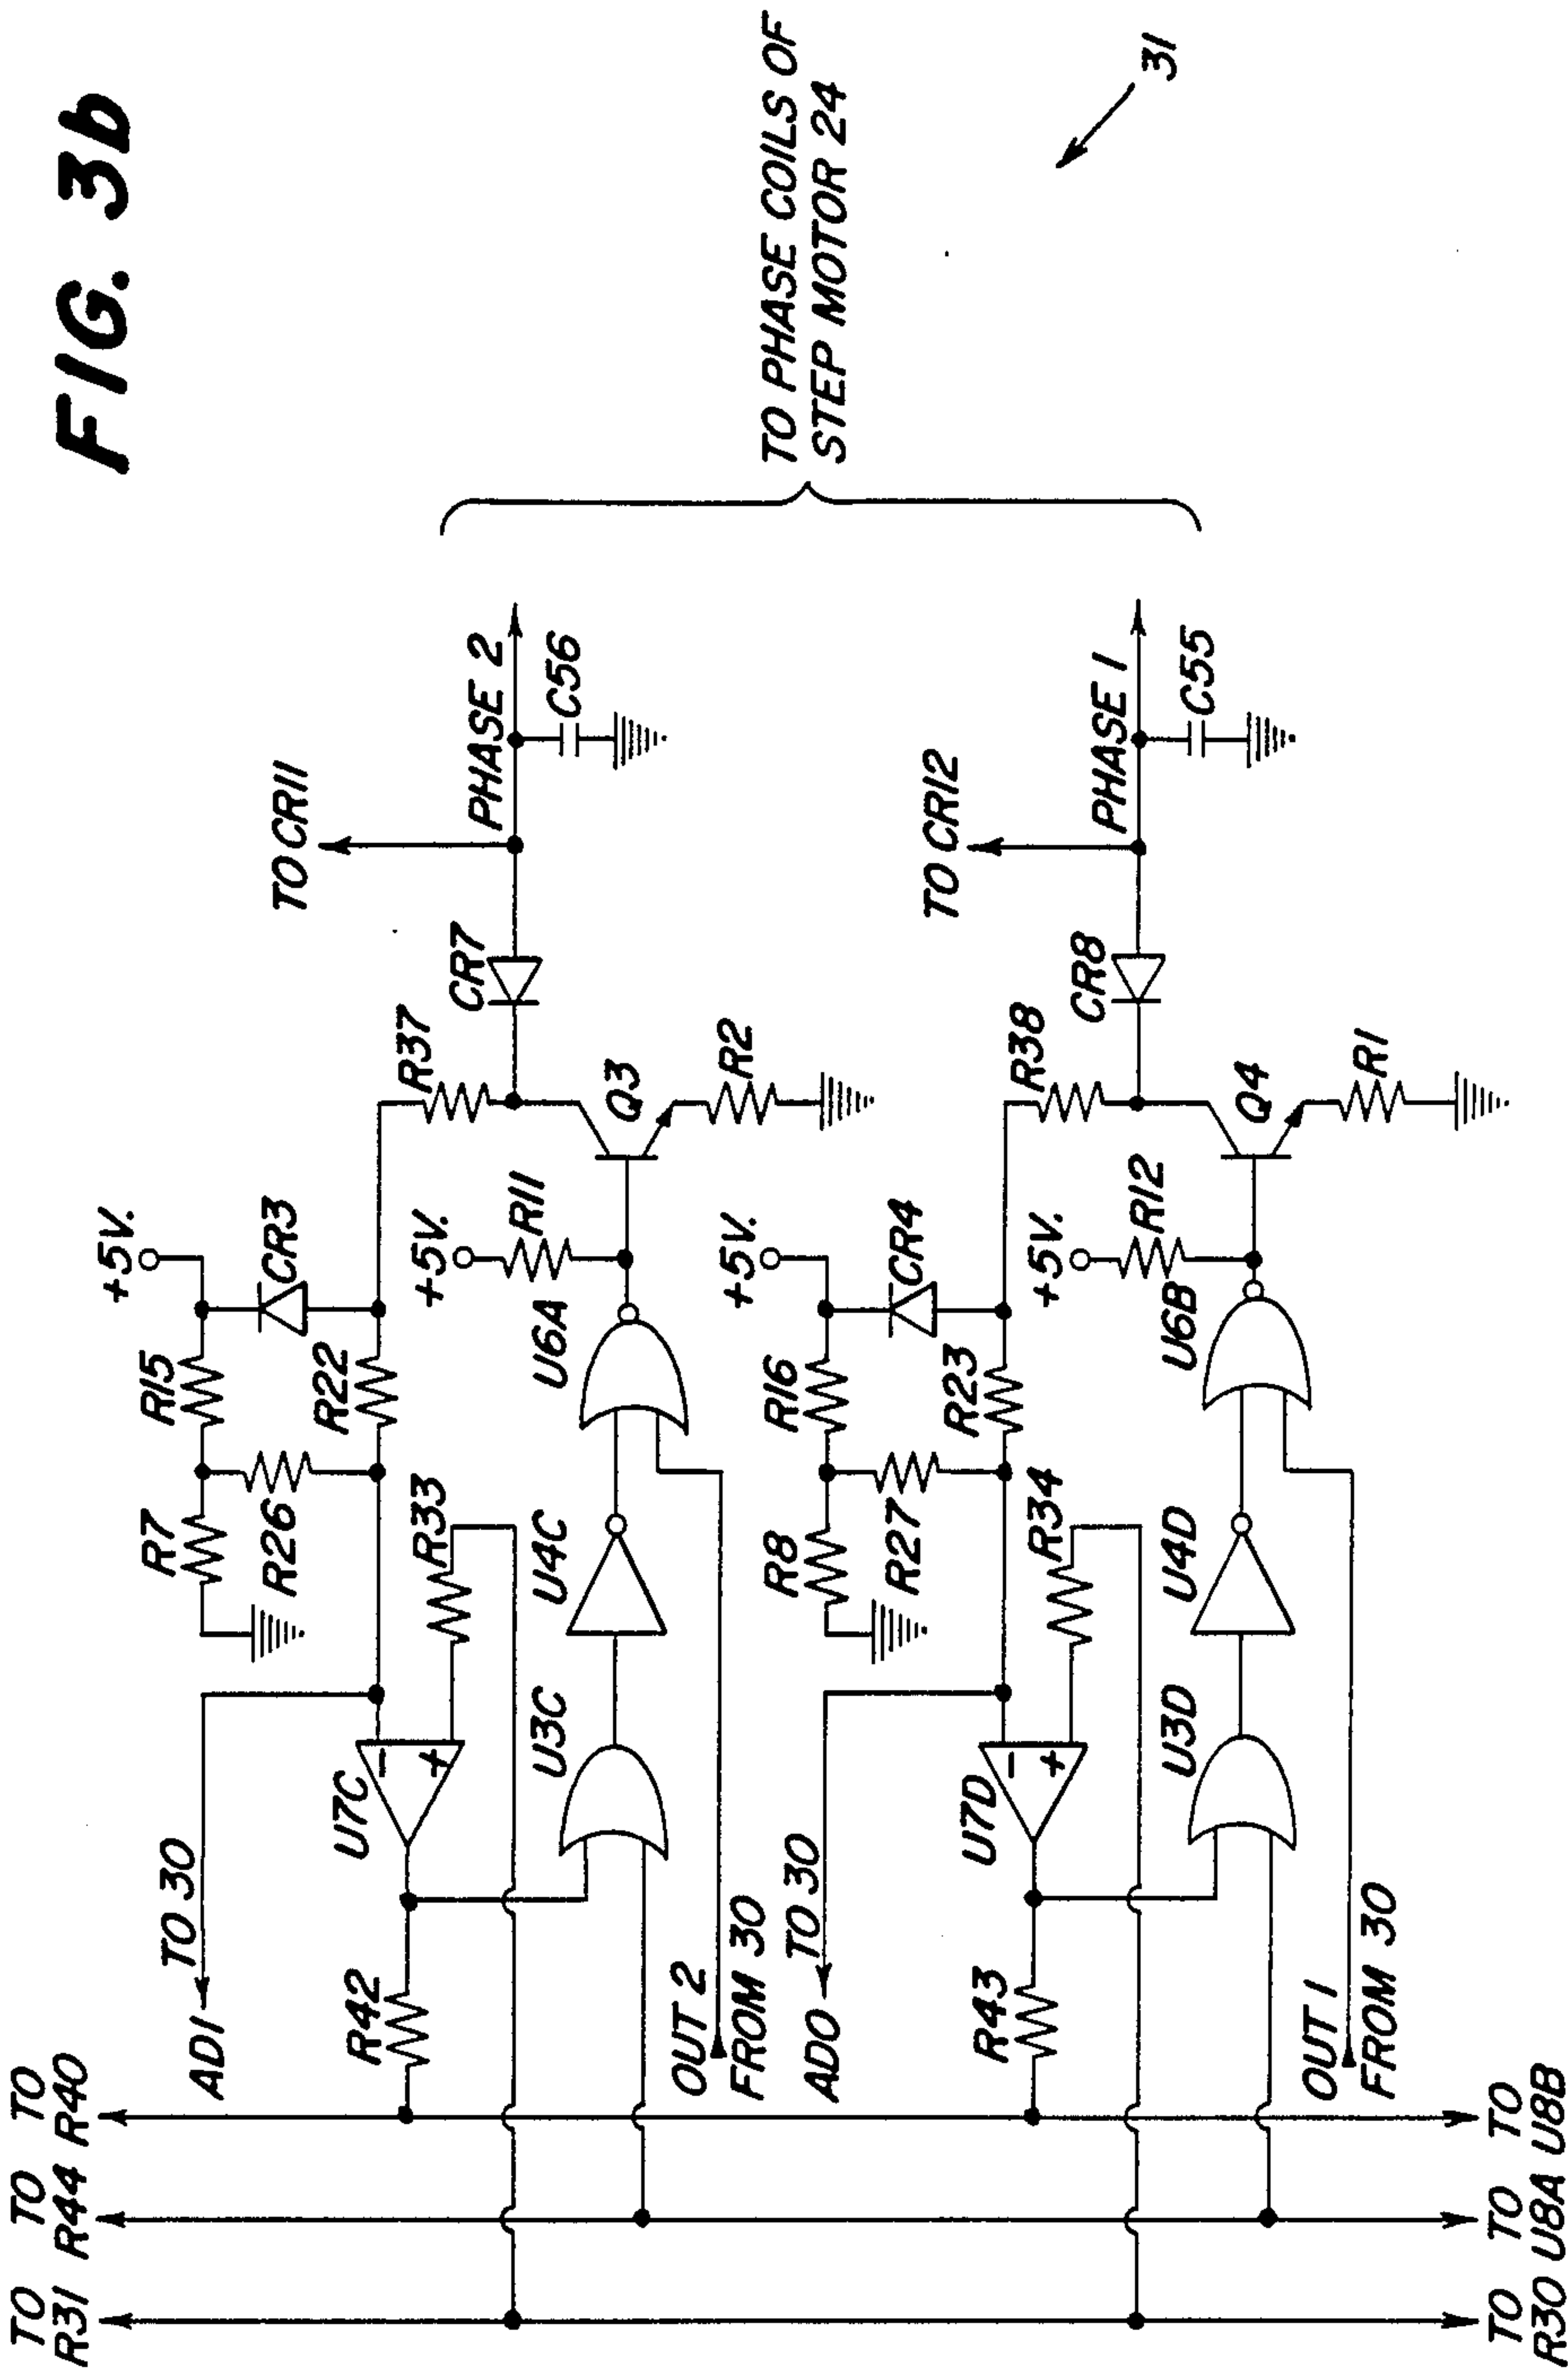 FIG. 3b
TO
R31
TO
R44
TO
R40
AD1
TO 30
R7
R15
+5V.
CR3
R26
R22
R42
U7C
-
+
R33
R37
TO CR11
CR7
PHASE 2
C56
U3C
U4C
U6A
+5V.
R11
Q3
R2
OUT 2
FROM 30
TO PHASE COILS OF
STEP MOTOR 24
31
AD0
TO 30
R8
R16
+5V.
CR4
R27
R23
R43
U7D
-
+
R34
R38
TO CR12
CR8
PHASE 1
C55
U3D
U4D
U6B
+5V.
R12
Q4
R1
OUT 1
FROM 30
TO
R30
TO
U8A
TO
U8B